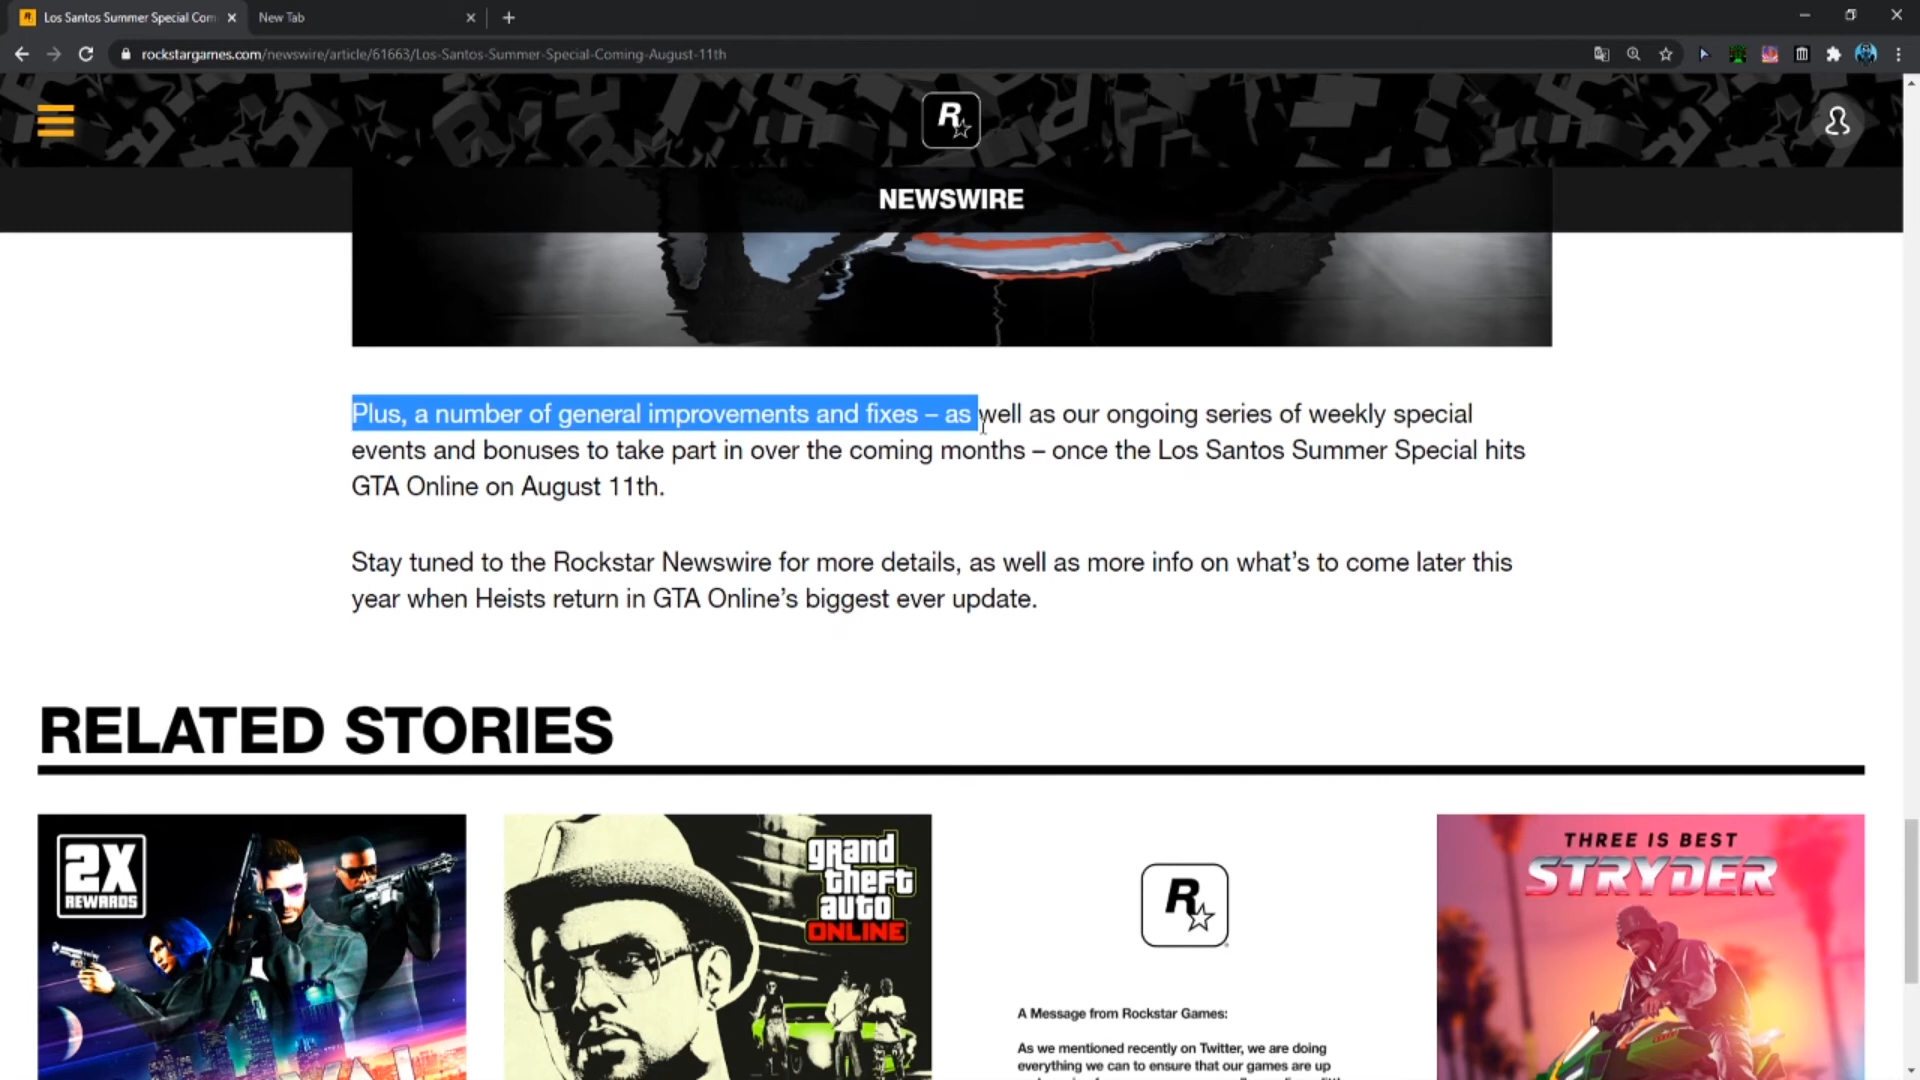 Los Santos Summer Special Com
New Tab
rockstargames.com/newswire/article/61663/Los-Santos-Summer-Special-Coming-August-11th
R
NEWSWIRE
Plus, a number of general improvements and fixes – as well as our ongoing series of weekly special
events and bonuses to take part in over the coming months – once the Los Santos Summer Special hits
GTA Online on August 11th.
Stay tuned to the Rockstar Newswire for more details, as well as more info on what’s to come later this
year when Heists return in GTA Online’s biggest ever update.
RELATED STORIES
2X
REWARDS
grand
theft
auto
ONLINE
R
A Message from Rockstar Games:
As we mentioned recently on Twitter, we are doing
everything we can to ensure that our games are up
THREE IS BEST
STRYDER